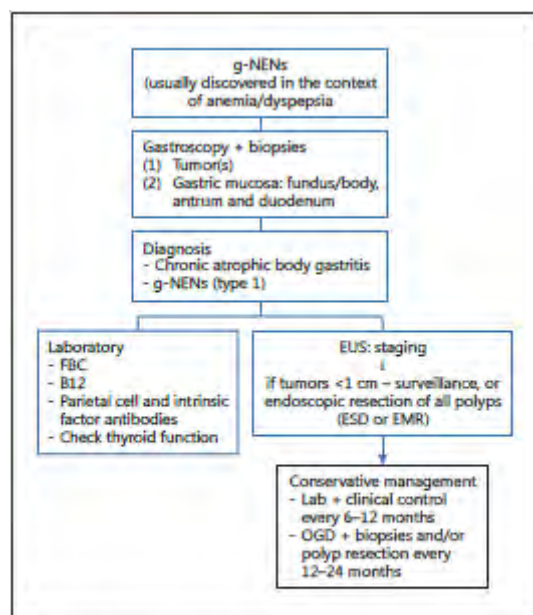 g-NENs
(usually discovered in the context
of anemia/dyspepsia
Gastroscopy + biopsies
(1) Tumor(s)
(2) Gastric mucosa: fundus/body,
antrum and duodenum
Diagnosis
- Chronic atrophic body gastritis
- g-NENs (type 1)
Laboratory
- FBC
- B12
- Parietal cell and intrinsic
factor antibodies
- Check thyroid function
EUS: staging
↓
if tumors <1 cm – surveillance, or
endoscopic resection of all polyps
(ESD or EMR)
Conservative management
- Lab + clinical control
every 6–12 months
- OGD + biopsies and/or
polyp resection every
12–24 months